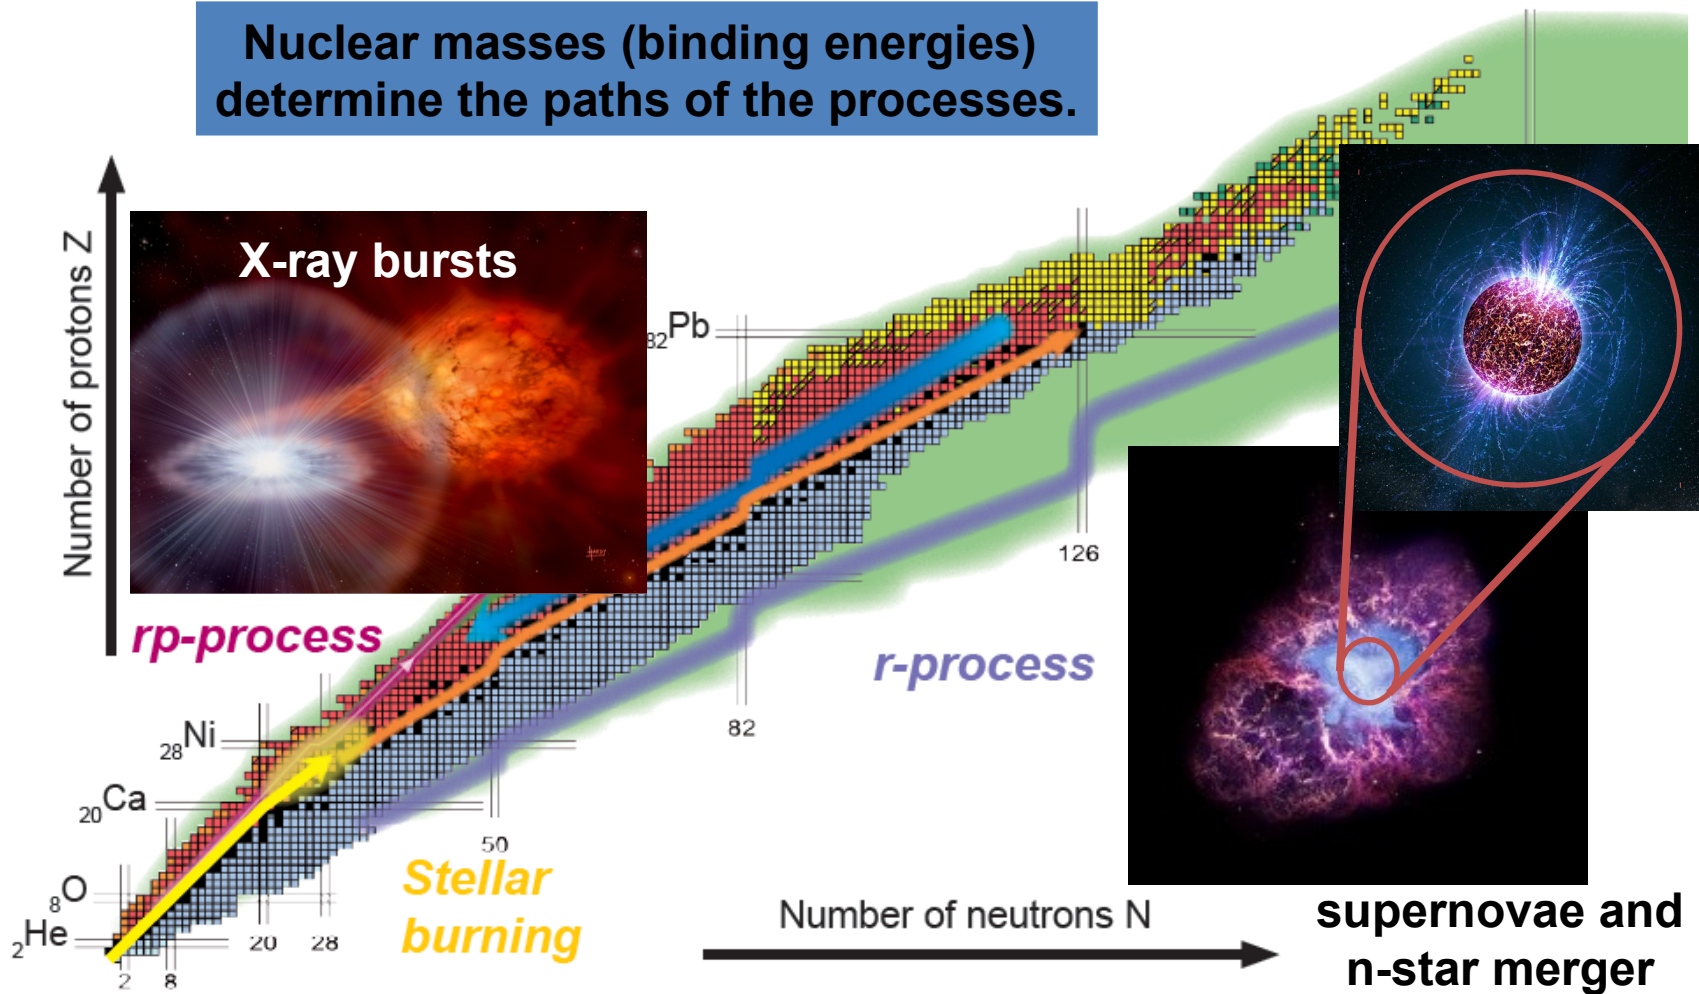 Nuclear masses (binding energies)
determine the paths of the processes.
Number of protons Z
X-ray bursts
82Pb
126
rp-process
r-process
82
28Ni
20Ca
50
Stellar
burning
8O
2He
20
28
2
8
Number of neutrons N
supernovae and
n-star merger